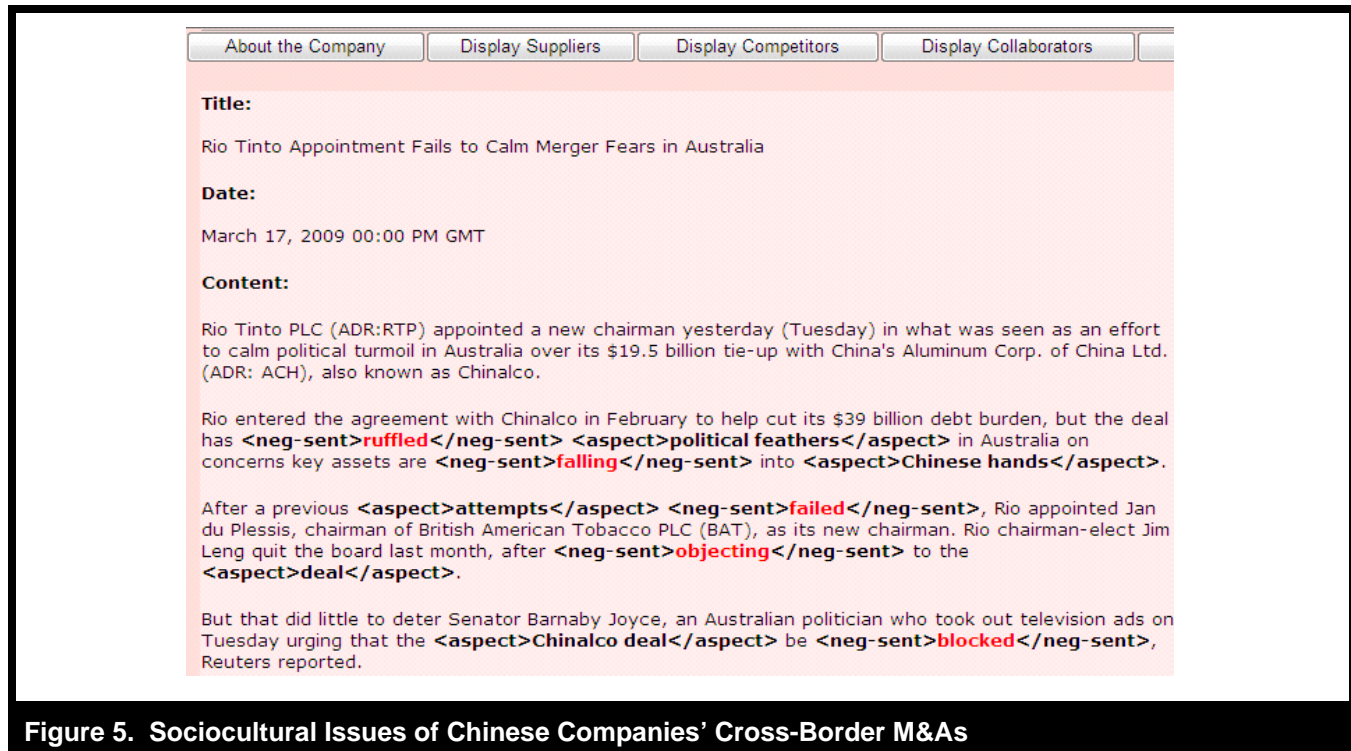 About the Company Display Suppliers Display Competitors Display Collaborators
Title:
Rio Tinto Appointment Fails to Calm Merger Fears in Australia
Date:
March 17, 2009 00:00 PM GMT
Content:
Rio Tinto PLC (ADR:RTP) appointed a new chairman yesterday (Tuesday) in what was seen as an effort
to calm political turmoil in Australia over its $19.5 billion tie-up with China's Aluminum Corp. of China Ltd.
(ADR: ACH), also known as Chinalco.
Rio entered the agreement with Chinalco in February to help cut its $39 billion debt burden, but the deal
has <neg-sent>ruffled</neg-sent> <aspect>political feathers</aspect> in Australia on
concerns key assets are <neg-sent>falling</neg-sent> into <aspect>Chinese hands</aspect>.
After a previous <aspect>attempts</aspect> <neg-sent>failed</neg-sent>, Rio appointed Jan
du Plessis, chairman of British American Tobacco PLC (BAT), as its new chairman. Rio chairman-elect Jim
Leng quit the board last month, after <neg-sent>objecting</neg-sent> to the
<aspect>deal</aspect>.
But that did little to deter Senator Barnaby Joyce, an Australian politician who took out television ads on
Tuesday urging that the <aspect>Chinalco deal</aspect> be <neg-sent>blocked</neg-sent>,
Reuters reported.
Figure 5. Sociocultural Issues of Chinese Companies’ Cross-Border M&As